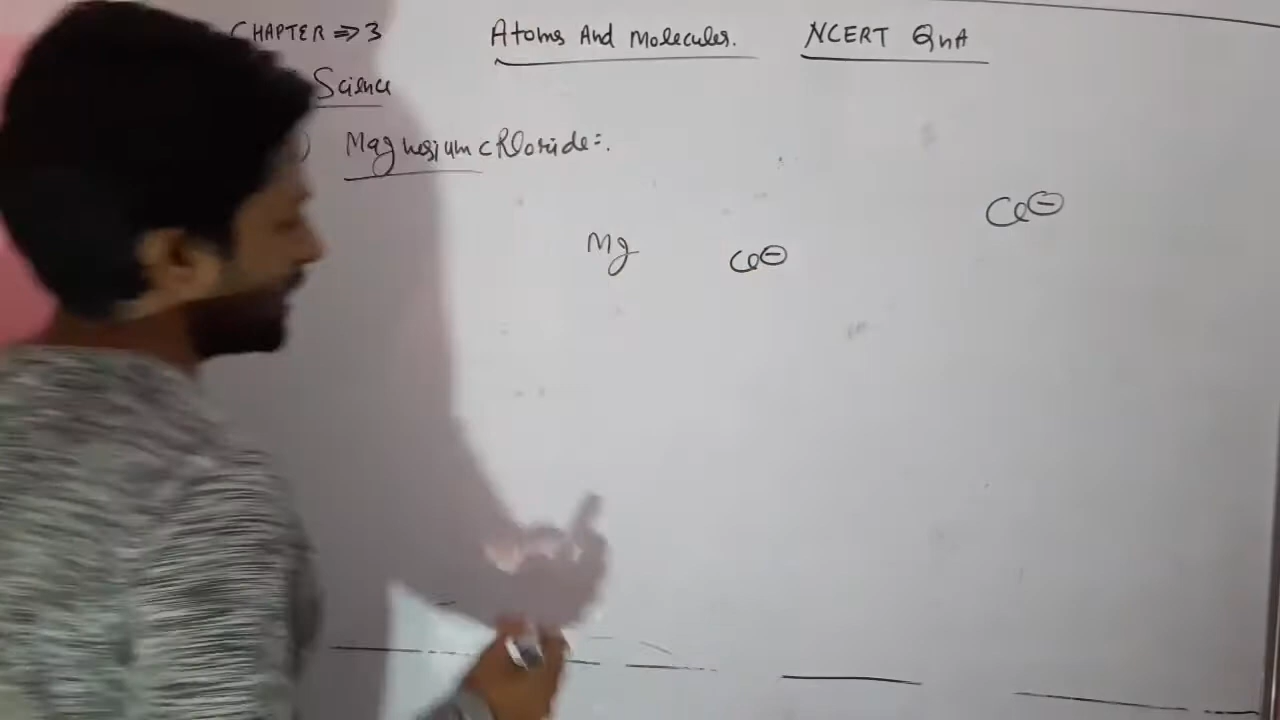 CHAPTER ⇒ 3 Atoms And Molecules. NCERT QnA
Science
) Magnesium chloride :.
Cl⊖
Mg Cl⊖